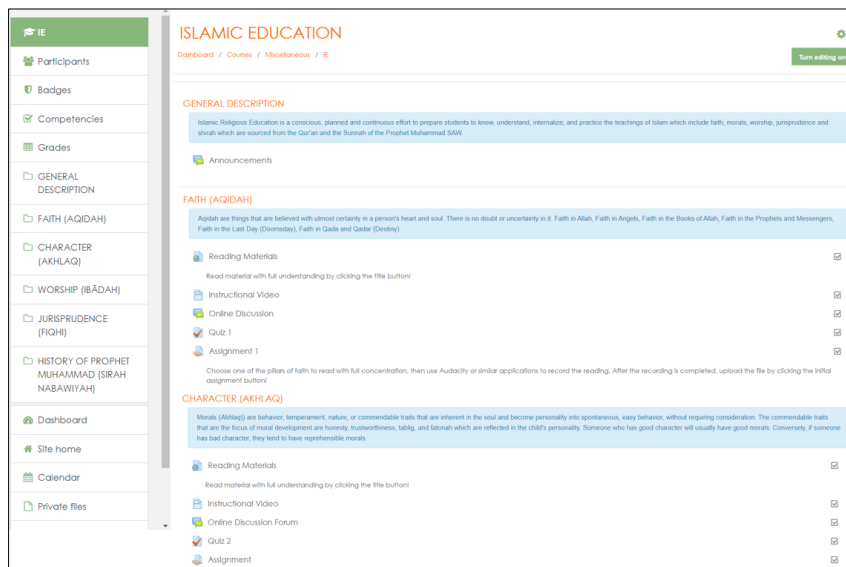 IE
Participants
Badges
Competencies
Grades
GENERAL
DESCRIPTION
FAITH (AQIDAH)
CHARACTER
(AKHLAQ)
WORSHIP (IBĀDAH)
JURISPRUDENCE
(FIQHI)
HISTORY OF PROPHET
MUHAMMAD (SIRAH
NABAWIYAH)
Dashboard
Site home
Calendar
Private files
ISLAMIC EDUCATION
Dashboard / Courses / Miscellaneous / IE
Turn editing on
GENERAL DESCRIPTION
Islamic Religious Education is a conscious, planned and continuous effort to prepare students to know, understand, internalize, and practice the teachings of Islam which include faith, morals, worship, jurisprudence and
shirah which are sourced from the Qur'an and the Sunnah of the Prophet Muhammad SAW.
Announcements
FAITH (AQIDAH)
Aqidah are things that are believed with utmost certainty in a person's heart and soul. There is no doubt or uncertainty in it. Faith in Allah, Faith in Angels, Faith in the Books of Allah, Faith in the Prophets and Messengers,
Faith in the Last Day (Doomsday), Faith in Qada and Qadar (Destiny).
Reading Materials
Read material with full understanding by clicking the title button!
Instructional Video
Online Discussion
Quiz 1
Assignment 1
Choose one of the pillars of faith to read with full concentration, then use Audacity or similar applications to record the reading. After the recording is completed, upload the file by clicking the initial
assignment button!
CHARACTER (AKHLAQ)
Morals (Akhlaq)) are behavior, temperament, nature, or commendable traits that are inherent in the soul and become personality into spontaneous, easy behavior, without requiring consideration. The commendable traits
that are the focus of moral development are honesty, trustworthiness, tablig, and fatonah which are reflected in the child's personality. Someone who has good character will usually have good morals. Conversely, if someone
has bad character, they tend to have reprehensible morals.
Reading Materials
Read material with full understanding by clicking the title button!
Instructional Video
Online Discussion Forum
Quiz 2
Assignment